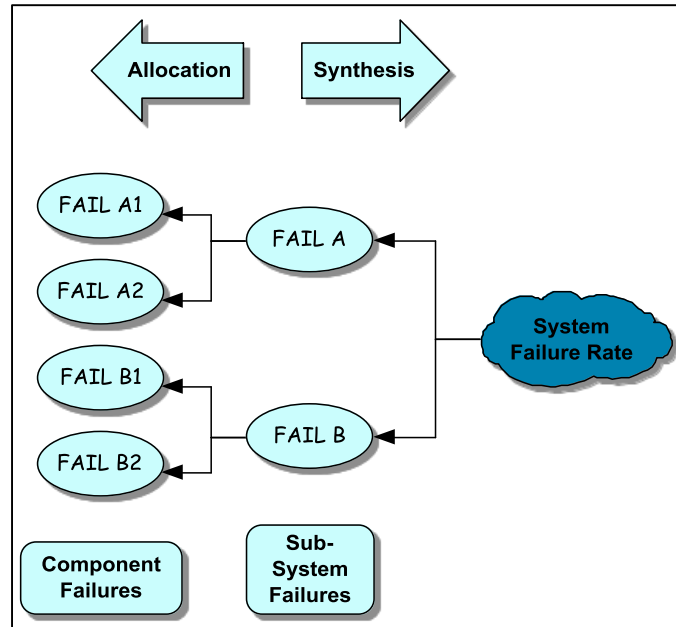 Allocation
Synthesis
FAIL A1
FAIL A
FAIL A2
System
Failure Rate
FAIL B1
FAIL B
FAIL B2
Component
Failures
Sub-
System
Failures